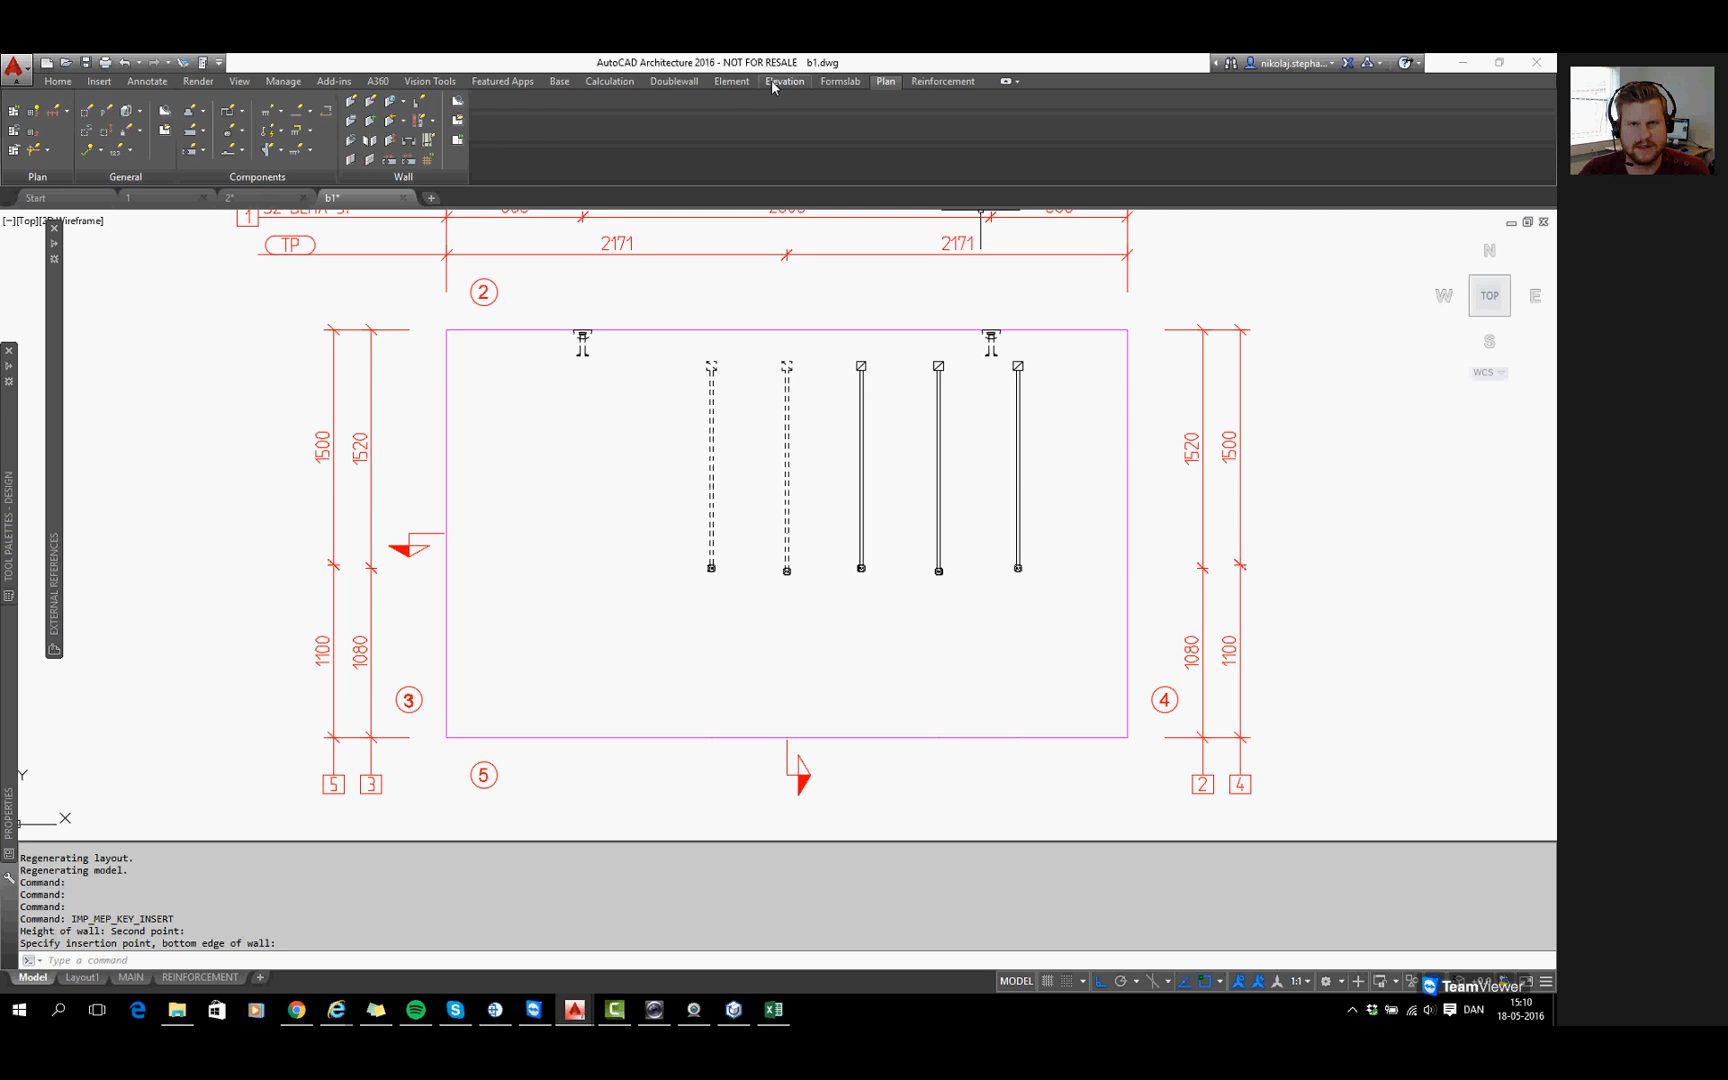 AutoCAD Architecture 2016 - NOT FOR RESALE b1.dwg
nikolaj.stepha...
Home Insert Annotate Render View Manage Add-ins A360 Vision Tools Featured Apps Base Calculation Doublewall Element Elevation Formslab Plan Reinforcement
Plan General Components Wall
Start 1 2* b1*
[−][Top][2D Wireframe]
1
TP 2171 2171
2
N
W TOP E
S
WCS
1500 1520 1520 1500
1100 1080 1080 1100
3 4
5
5 3 2 4
Y
X
TOOL PALETTES - DESIGN
EXTERNAL REFERENCES
PROPERTIES
Regenerating layout.
Regenerating model.
Command:
Command:
Command:
Command: IMP_MEP_KEY_INSERT
Height of wall: Second point:
Specify insertion point, bottom edge of wall:
Type a command
Model Layout1 MAIN REINFORCEMENT +
MODEL 1:1
TeamViewer
DAN 15:10
18-05-2016